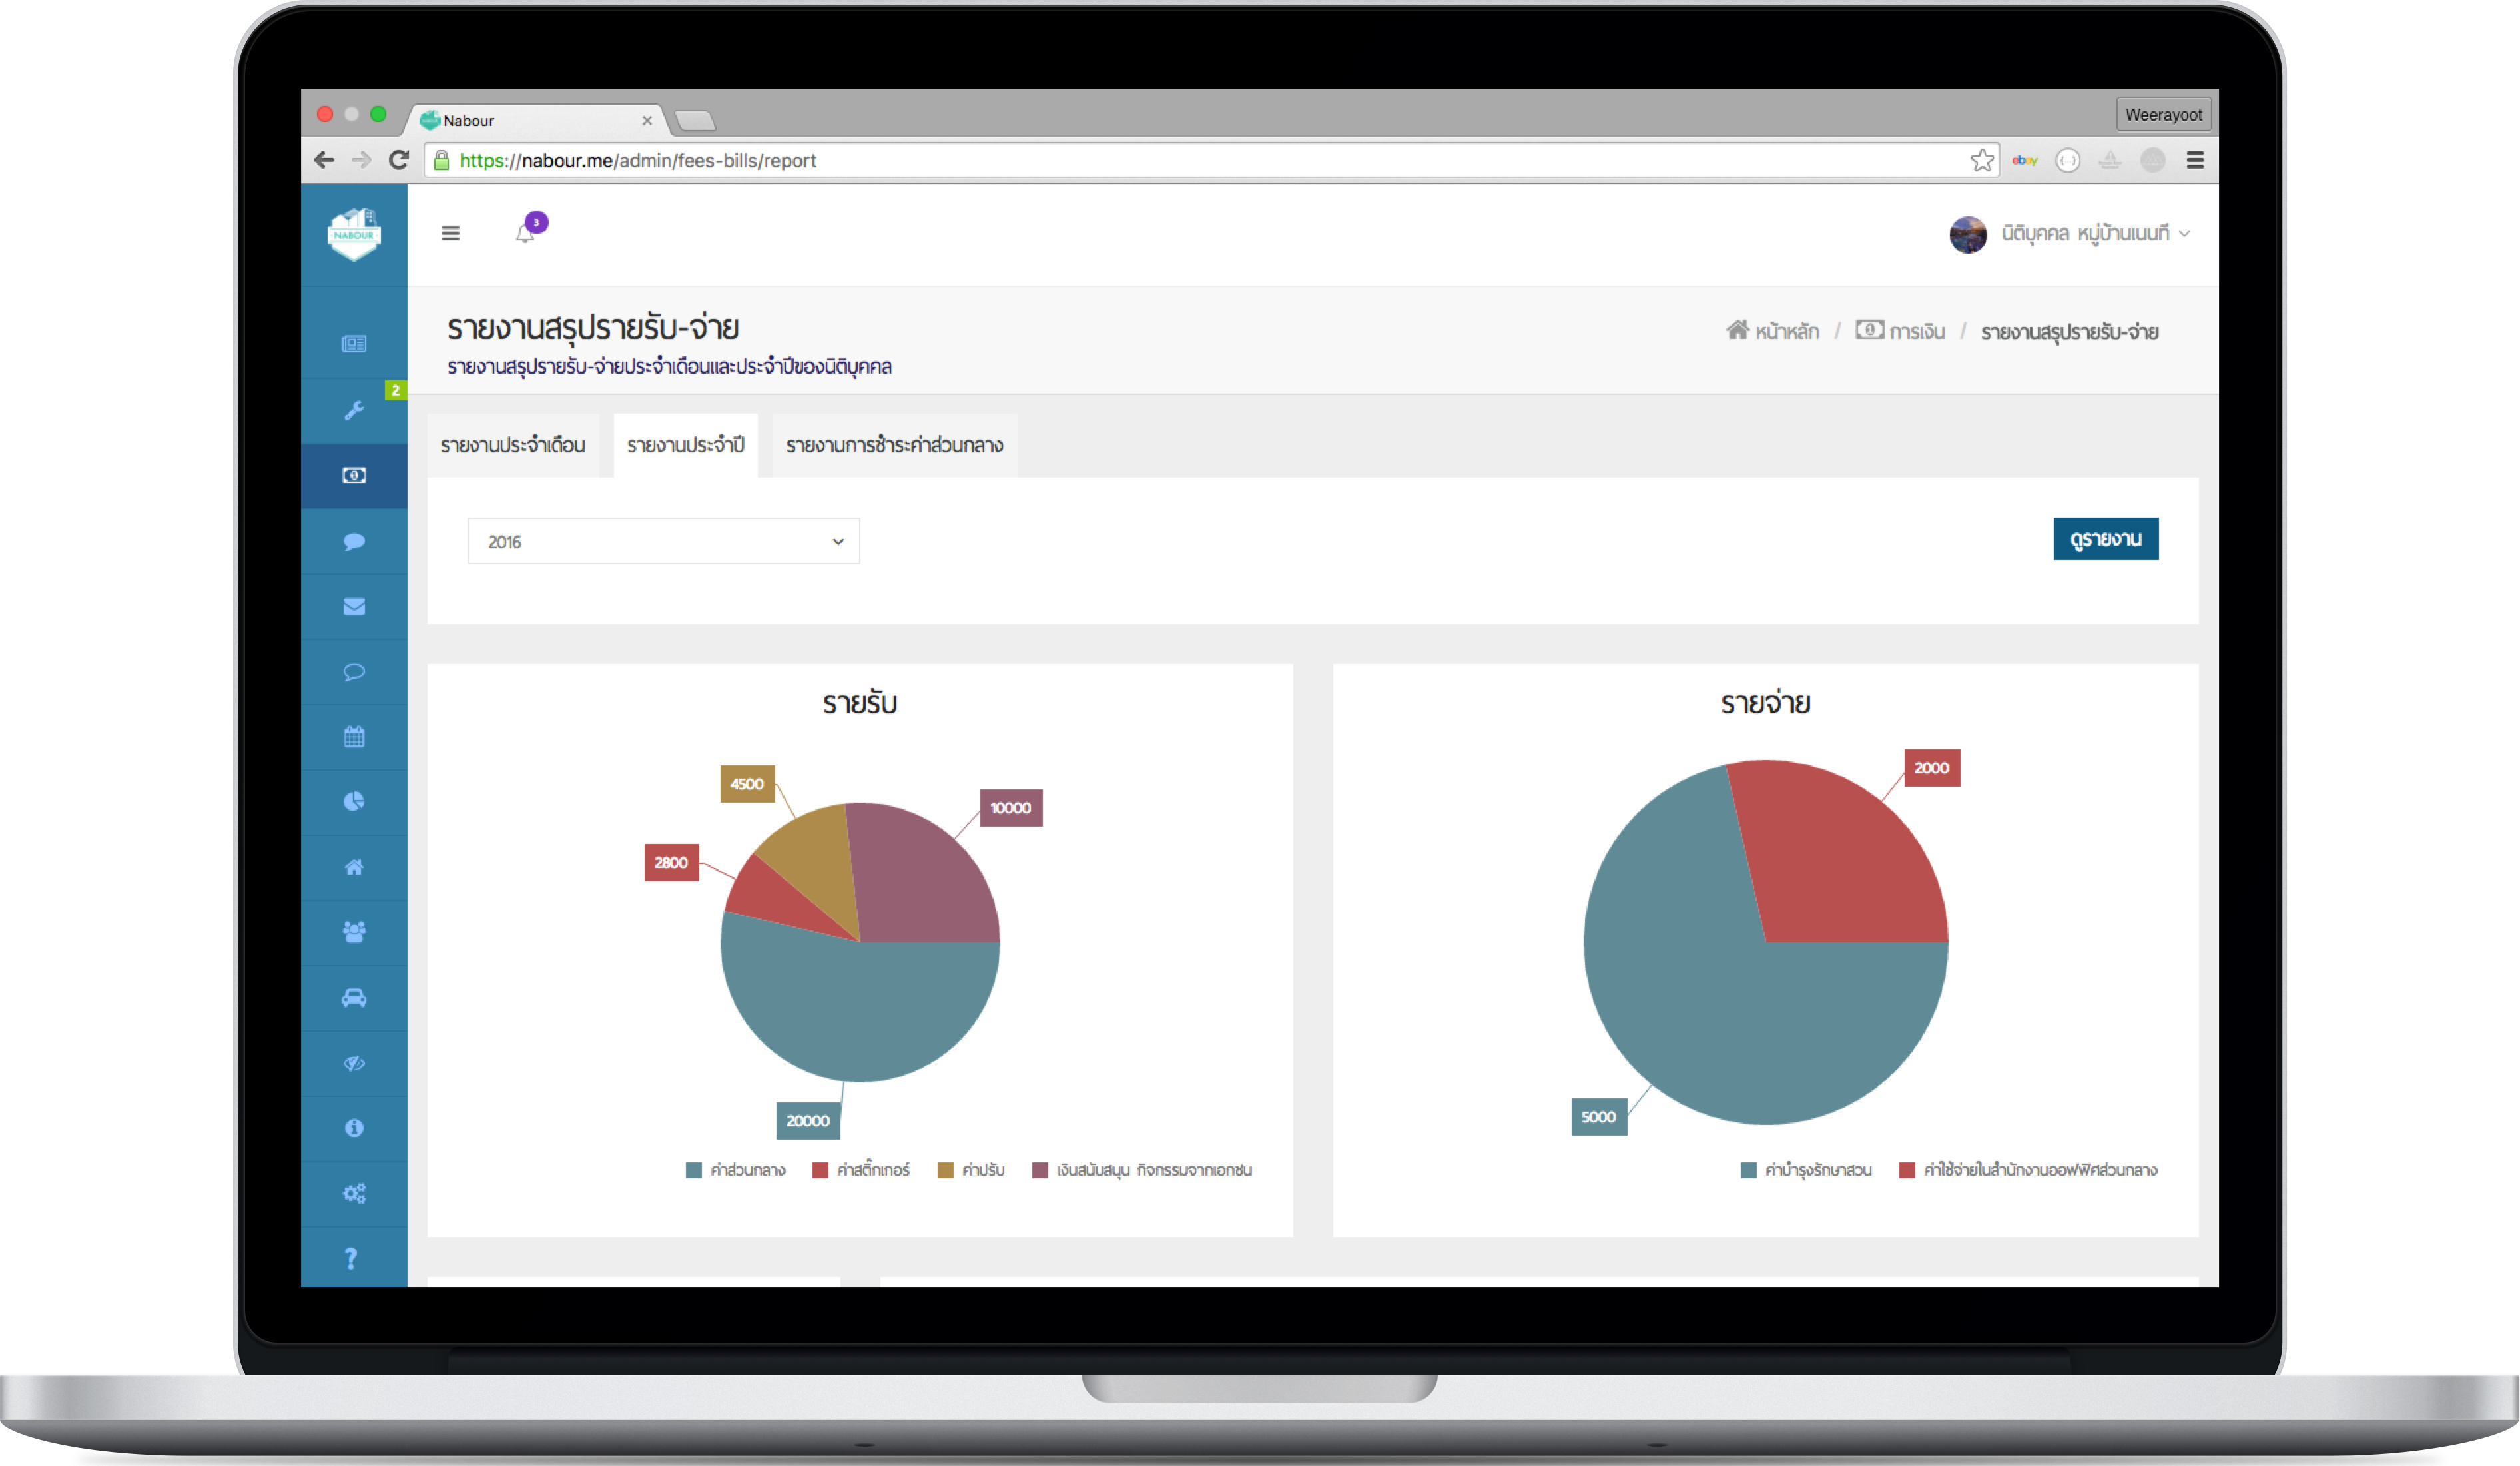 Nabour
Weerayoot
https://nabour.me/admin/fees-bills/report
ebay
NABOUR
3
นิติบุคคล หมู่บ้านเนนที
รายงานสรุปรายรับ-จ่าย
รายงานสรุปรายรับ-จ่ายประจำเดือนและประจำปีของนิติบุคคล
หน้าหลัก / การเงิน / รายงานสรุปรายรับ-จ่าย
2
รายงานประจำเดือน รายงานประจำปี รายงานการชำระค่าส่วนกลาง
2016
ดูรายงาน
รายรับ
4500
10000
2800
20000
ค่าส่วนกลาง ค่าสติ๊กเกอร์ ค่าปรับ เงินสนับสนุน กิจกรรมจากเอกชน
รายจ่าย
2000
5000
ค่าบำรุงรักษาสวน ค่าใช้จ่ายในสำนักงานออฟฟิศส่วนกลาง